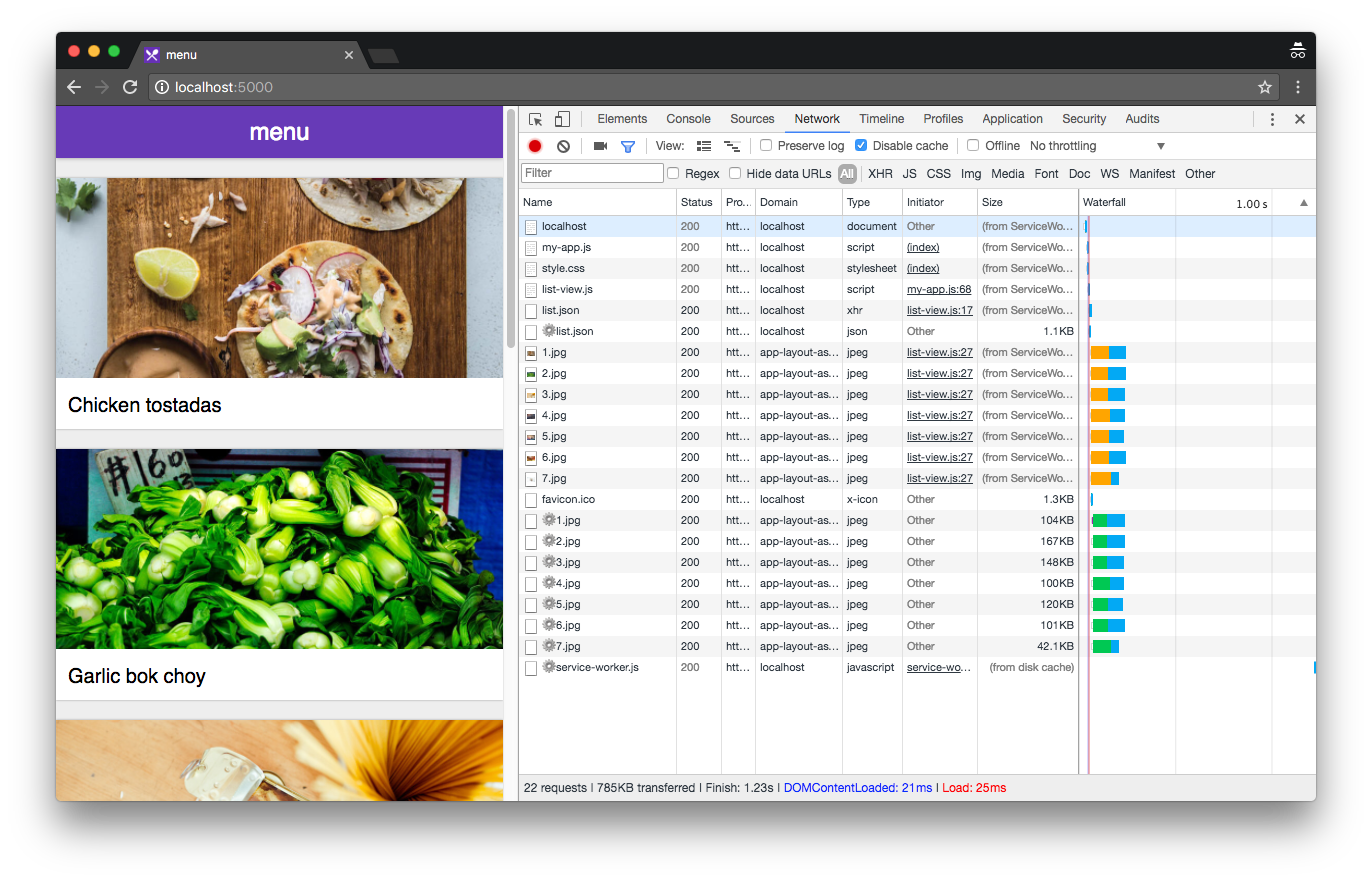 menu
localhost:5000
menu
Chicken tostadas
₱160
Garlic bok choy
Elements Console Sources Network Timeline Profiles Application Security Audits
View: Preserve log Disable cache Offline No throttling
Filter Regex Hide data URLs All XHR JS CSS Img Media Font Doc WS Manifest Other
Name Status Pro... Domain Type Initiator Size Waterfall 1.00 s
localhost 200 htt... localhost document Other (from ServiceWo...
my-app.js 200 htt... localhost script (index) (from ServiceWo...
style.css 200 htt... localhost stylesheet (index) (from ServiceWo...
list-view.js 200 htt... localhost script my-app.js:68 (from ServiceWo...
list.json 200 htt... localhost xhr list-view.js:17 (from ServiceWo...
list.json 200 htt... localhost json Other 1.1KB
1.jpg 200 htt... app-layout-as... jpeg list-view.js:27 (from ServiceWo...
2.jpg 200 htt... app-layout-as... jpeg list-view.js:27 (from ServiceWo...
3.jpg 200 htt... app-layout-as... jpeg list-view.js:27 (from ServiceWo...
4.jpg 200 htt... app-layout-as... jpeg list-view.js:27 (from ServiceWo...
5.jpg 200 htt... app-layout-as... jpeg list-view.js:27 (from ServiceWo...
6.jpg 200 htt... app-layout-as... jpeg list-view.js:27 (from ServiceWo...
7.jpg 200 htt... app-layout-as... jpeg list-view.js:27 (from ServiceWo...
favicon.ico 200 htt... localhost x-icon Other 1.3KB
1.jpg 200 htt... app-layout-as... jpeg Other 104KB
2.jpg 200 htt... app-layout-as... jpeg Other 167KB
3.jpg 200 htt... app-layout-as... jpeg Other 148KB
4.jpg 200 htt... app-layout-as... jpeg Other 100KB
5.jpg 200 htt... app-layout-as... jpeg Other 120KB
6.jpg 200 htt... app-layout-as... jpeg Other 101KB
7.jpg 200 htt... app-layout-as... jpeg Other 42.1KB
service-worker.js 200 htt... localhost javascript service-wo... (from disk cache)
22 requests | 785KB transferred | Finish: 1.23s | DOMContentLoaded: 21ms | Load: 25ms